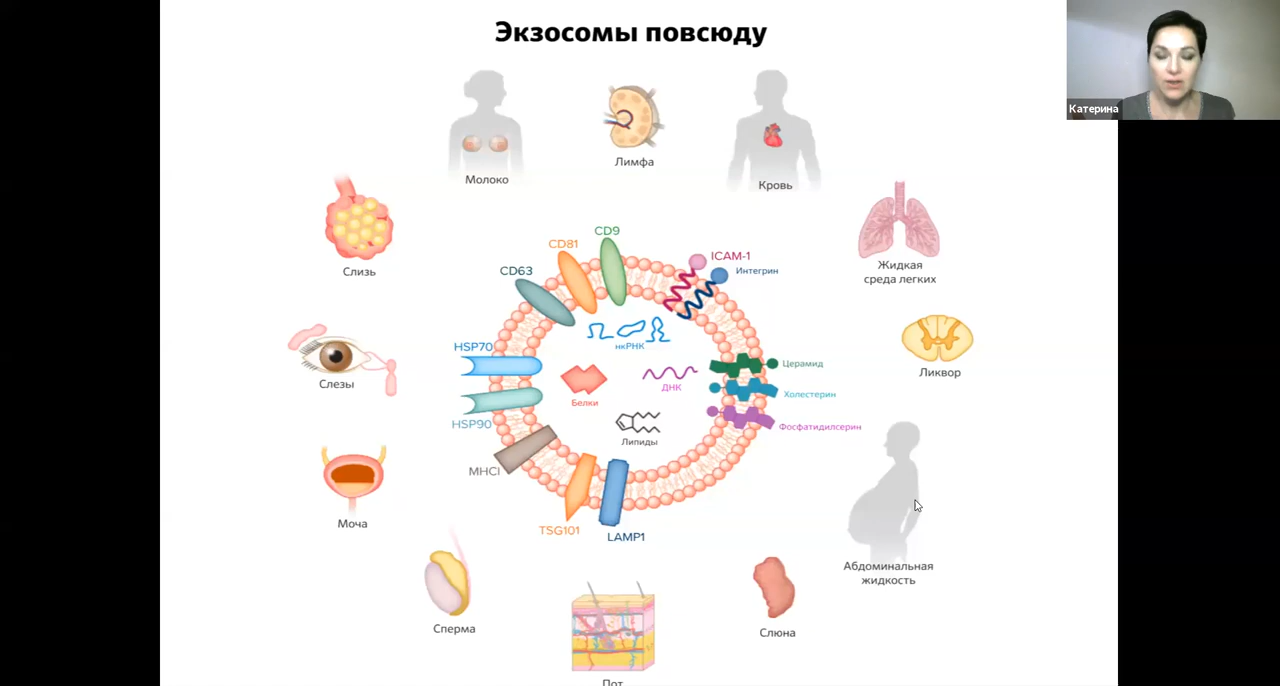 Экзосомы повсюду
Катерина
Молоко
Лимфа
Кровь
Слизь
Жидкая
среда легких
Слезы
Ликвор
Моча
Абдоминальная
жидкость
Сперма
Слюна
Пот
CD9
CD81
CD63
ICAM-1
Интегрин
HSP70
нкРНК
ДНК
Белки
Липиды
Церамид
Холестерин
Фосфатидилсерин
HSP90
MHCI
TSG101
LAMP1